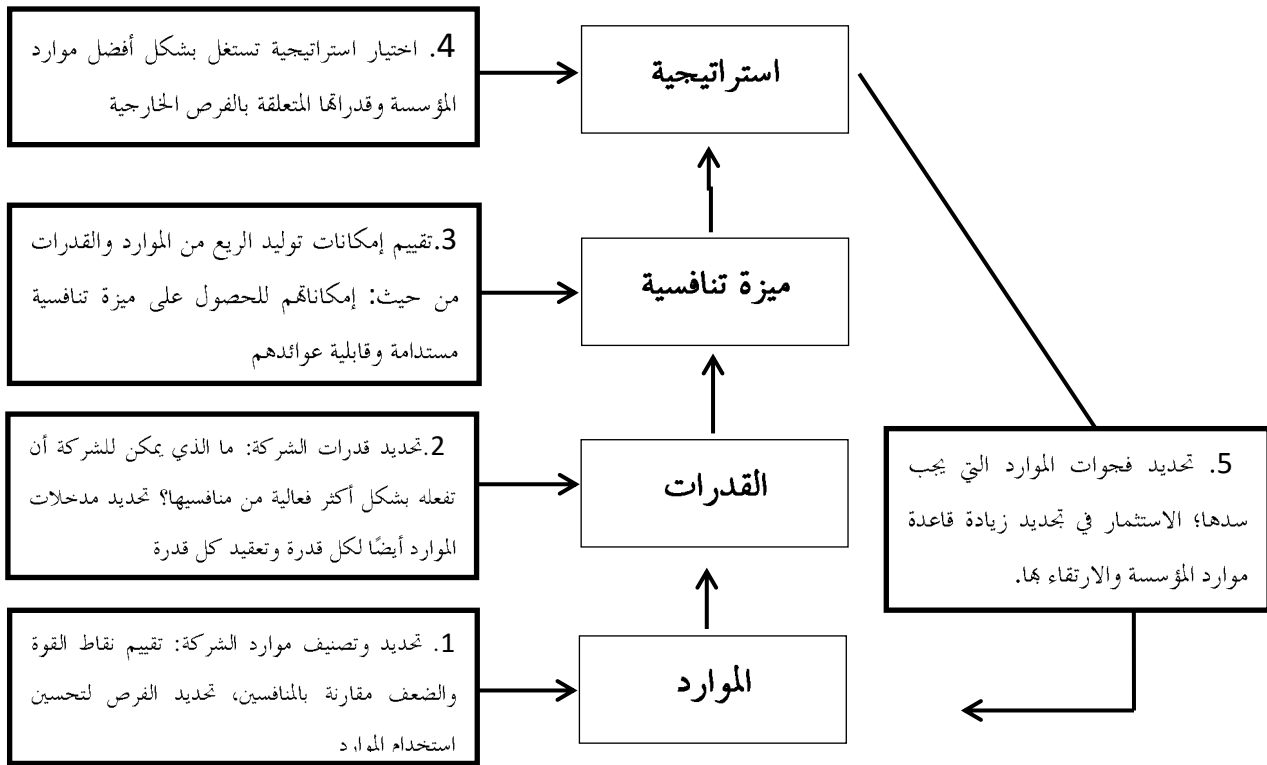 4. اختيار استراتيجية تستغل بشكل أفضل موارد
المؤسسة وقدراتها المتعلقة بالفرص الخارجية
استراتيجية
3.تقييم إمكانات توليد الريع من الموارد والقدرات
من حيث: إمكاناتهم للحصول على ميزة تنافسية
مستدامة وقابلية عوائدهم
ميزة تنافسية
2.تحديد قدرات الشركة: ما الذي يمكن للشركة أن
تفعله بشكل أكثر فعالية من منافسيها؟ تحديد مدخلات
الموارد أيضًا لكل قدرة وتعقيد كل قدرة
القدرات
5. تحديد فجوات الموارد التي يجب
سدها؛ الاستثمار في تجديد زيادة قاعدة
موارد المؤسسة والارتقاء بها.
1. تحديد وتصنيف موارد الشركة: تقييم نقاط القوة
والضعف مقارنة بالمنافسين، تحديد الفرص لتحسين
استخدام الموارد
الموارد